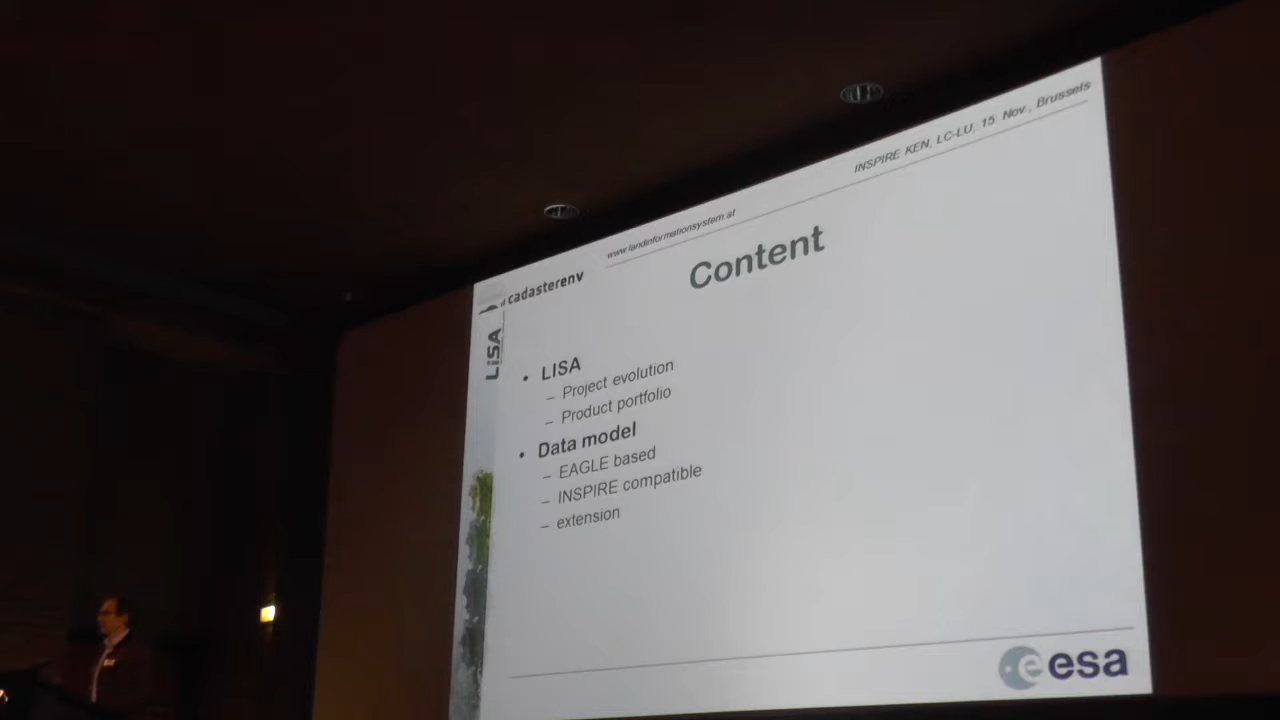 INSPIRE KEN, LC-LU, 15. Nov., Brussels
www.landinformationsystem.at
cadasterenv
LiSA
Content
• LISA
– Project evolution
– Product portfolio
• Data model
– EAGLE based
– INSPIRE compatible
– extension
esa